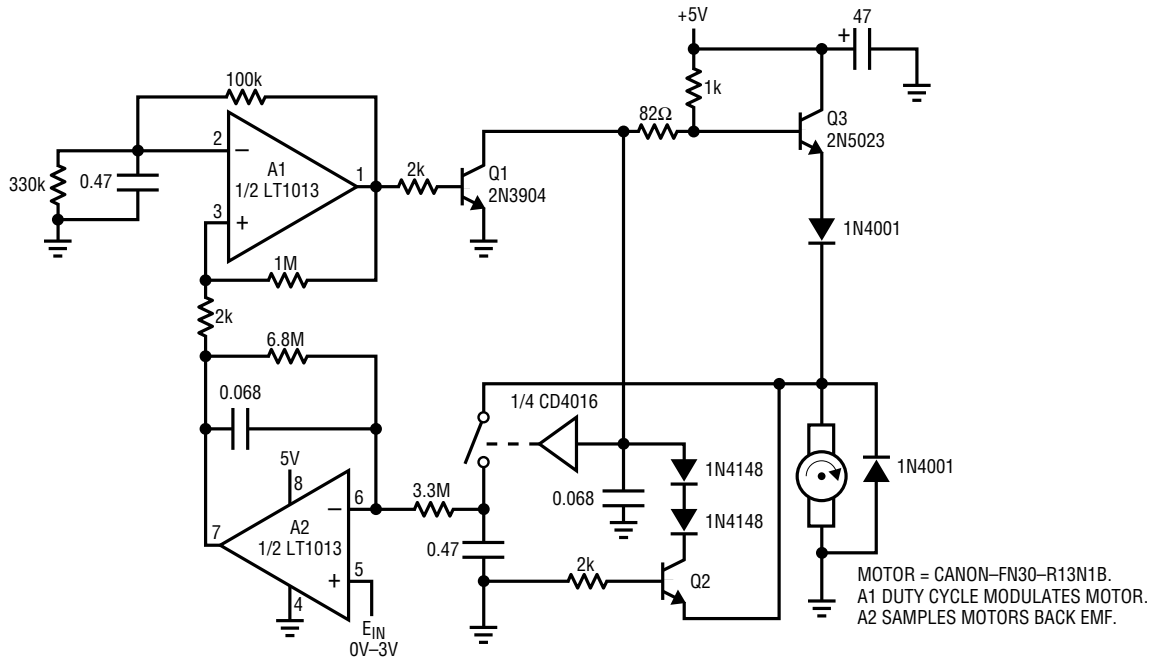 +5V
47
+
100k
1k
82Ω
Q3
2N5023
2
−
A1
1/2 LT1013
1
2k
Q1
2N3904
330k
0.47
3
+
1N4001
1M
2k
6.8M
0.068
1/4 CD4016
5V
8
1N4148
1N4001
3.3M
0.068
6
−
A2
1/2 LT1013
7
1N4148
0.47
5
+
2k
Q2
4
EIN
0V–3V
MOTOR = CANON–FN30–R13N1B.
A1 DUTY CYCLE MODULATES MOTOR.
A2 SAMPLES MOTORS BACK EMF.